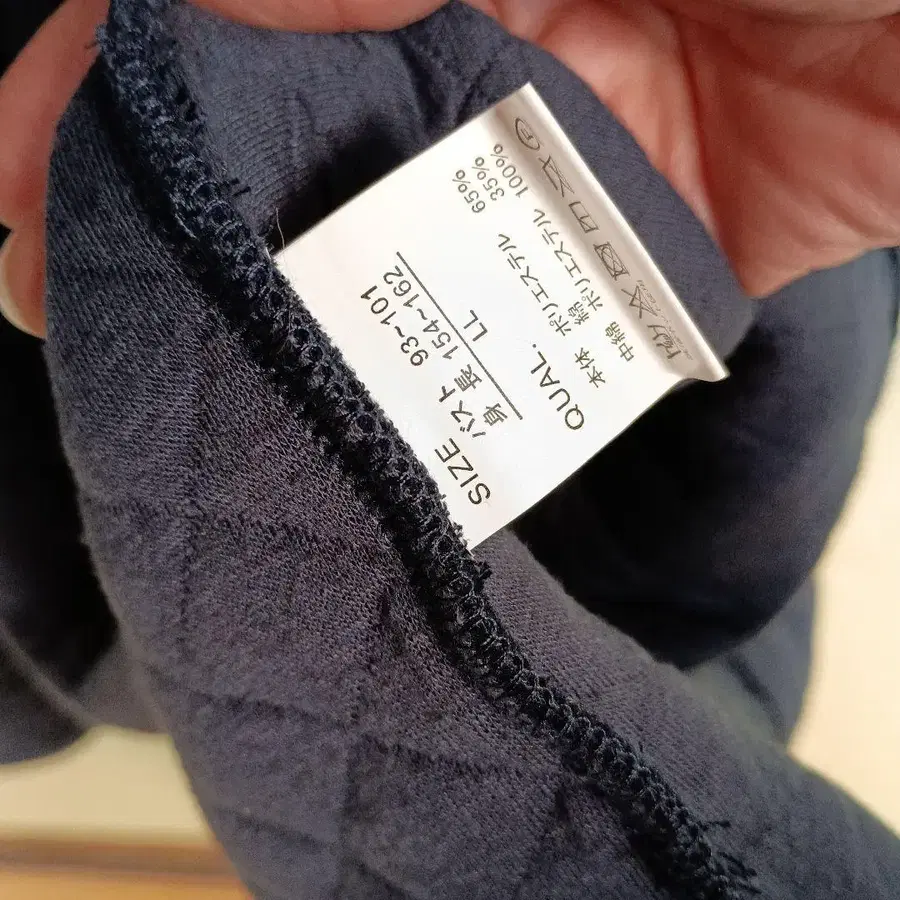 SIZE
バスト 93~101
身長 154~162
LL
QUAL.
本体 ポリエステル 65%
綿 35%
中綿 ポリエステル 100%